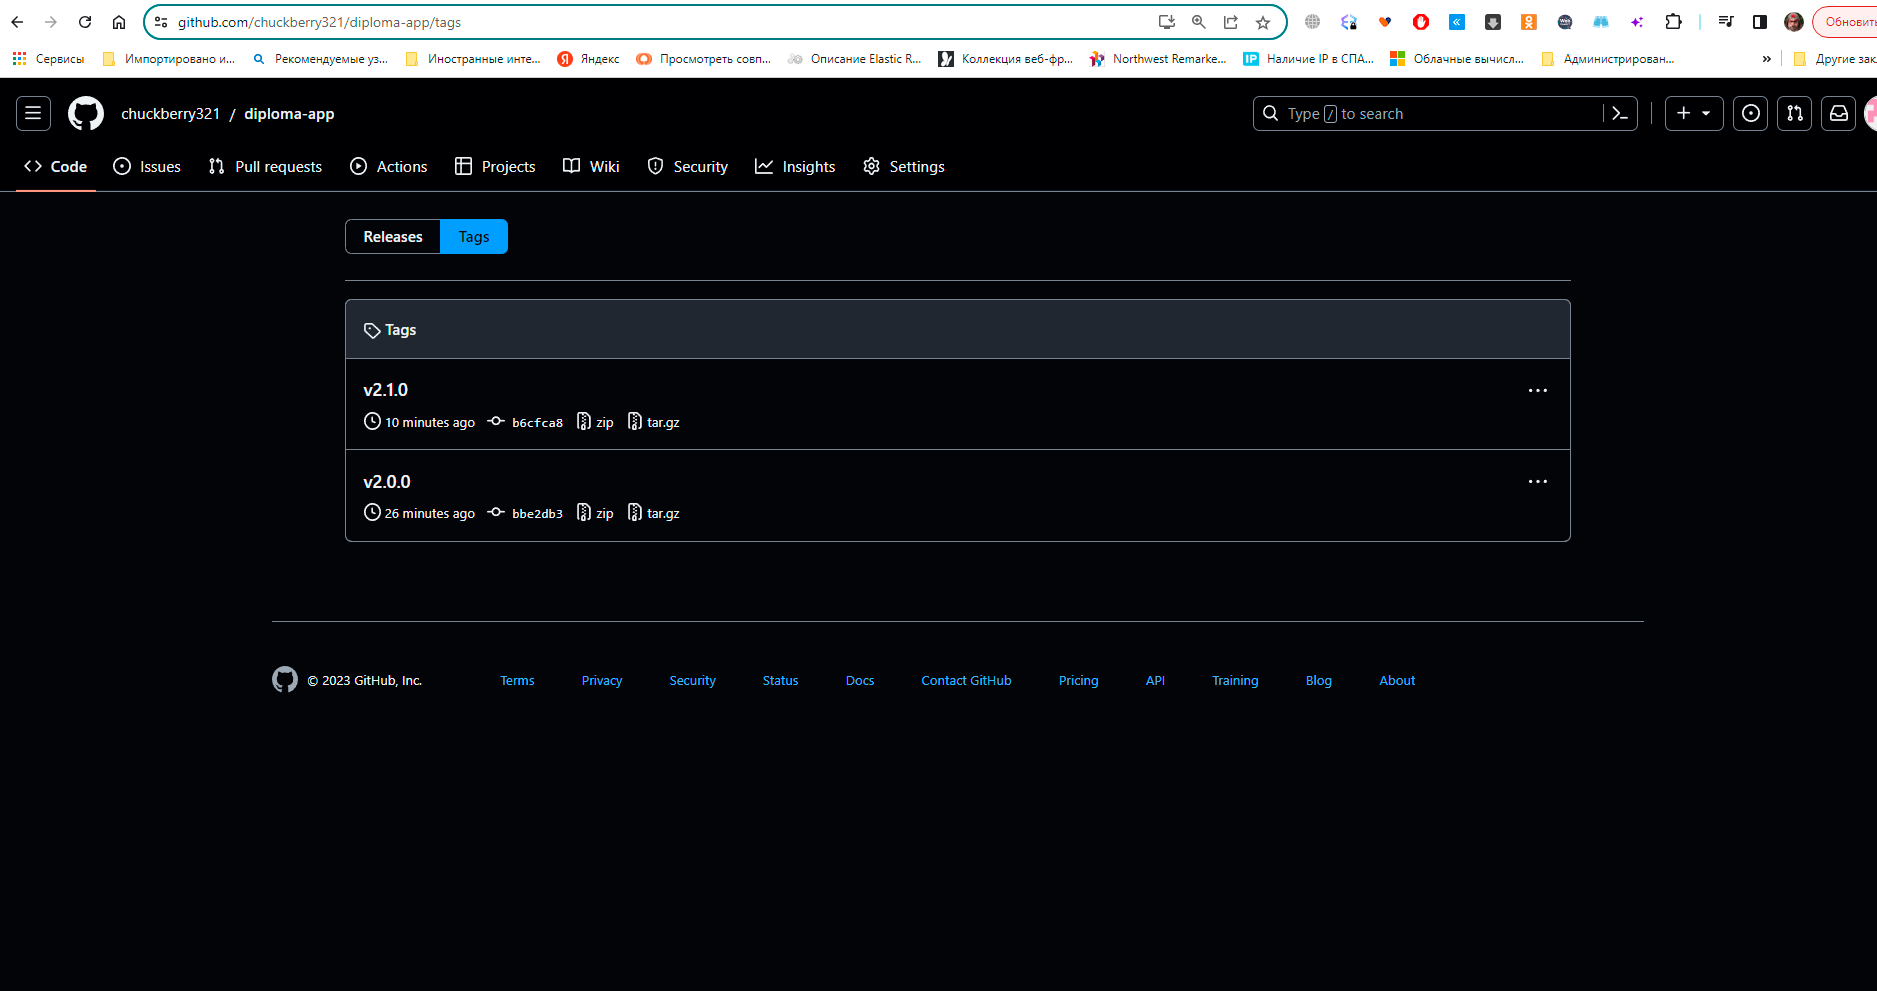 github.com/chuckberry321/diploma-app/tags
Обновить
Сервисы Импортировано и... Рекомендуемые уз... Иностранные инте... Яндекс Просмотреть совп... Описание Elastic R... Коллекция веб-фр... Northwest Remarke... IP Наличие IP в СПА... Облачные вычисл... Администрирован... » Другие зак
chuckberry321 / diploma-app
Type / to search
Code Issues Pull requests Actions Projects Wiki Security Insights Settings
Releases Tags
Tags
v2.1.0
10 minutes ago b6cfca8 zip tar.gz
v2.0.0
26 minutes ago bbe2db3 zip tar.gz
© 2023 GitHub, Inc. Terms Privacy Security Status Docs Contact GitHub Pricing API Training Blog About